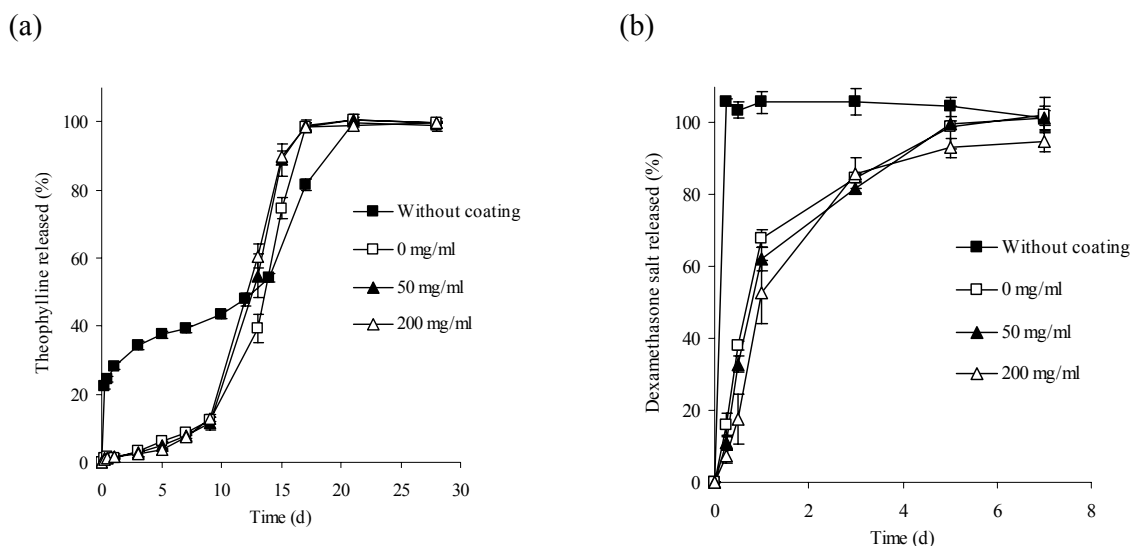 (a)
100
80
60
40
20
0
0 5 10 15 20 25 30
Theophylline released (%)
Time (d)
Without coating
0 mg/ml
50 mg/ml
200 mg/ml
(b)
100
80
60
40
20
0
0 2 4 6 8
Dexamethasone salt released (%)
Time (d)
Without coating
0 mg/ml
50 mg/ml
200 mg/ml